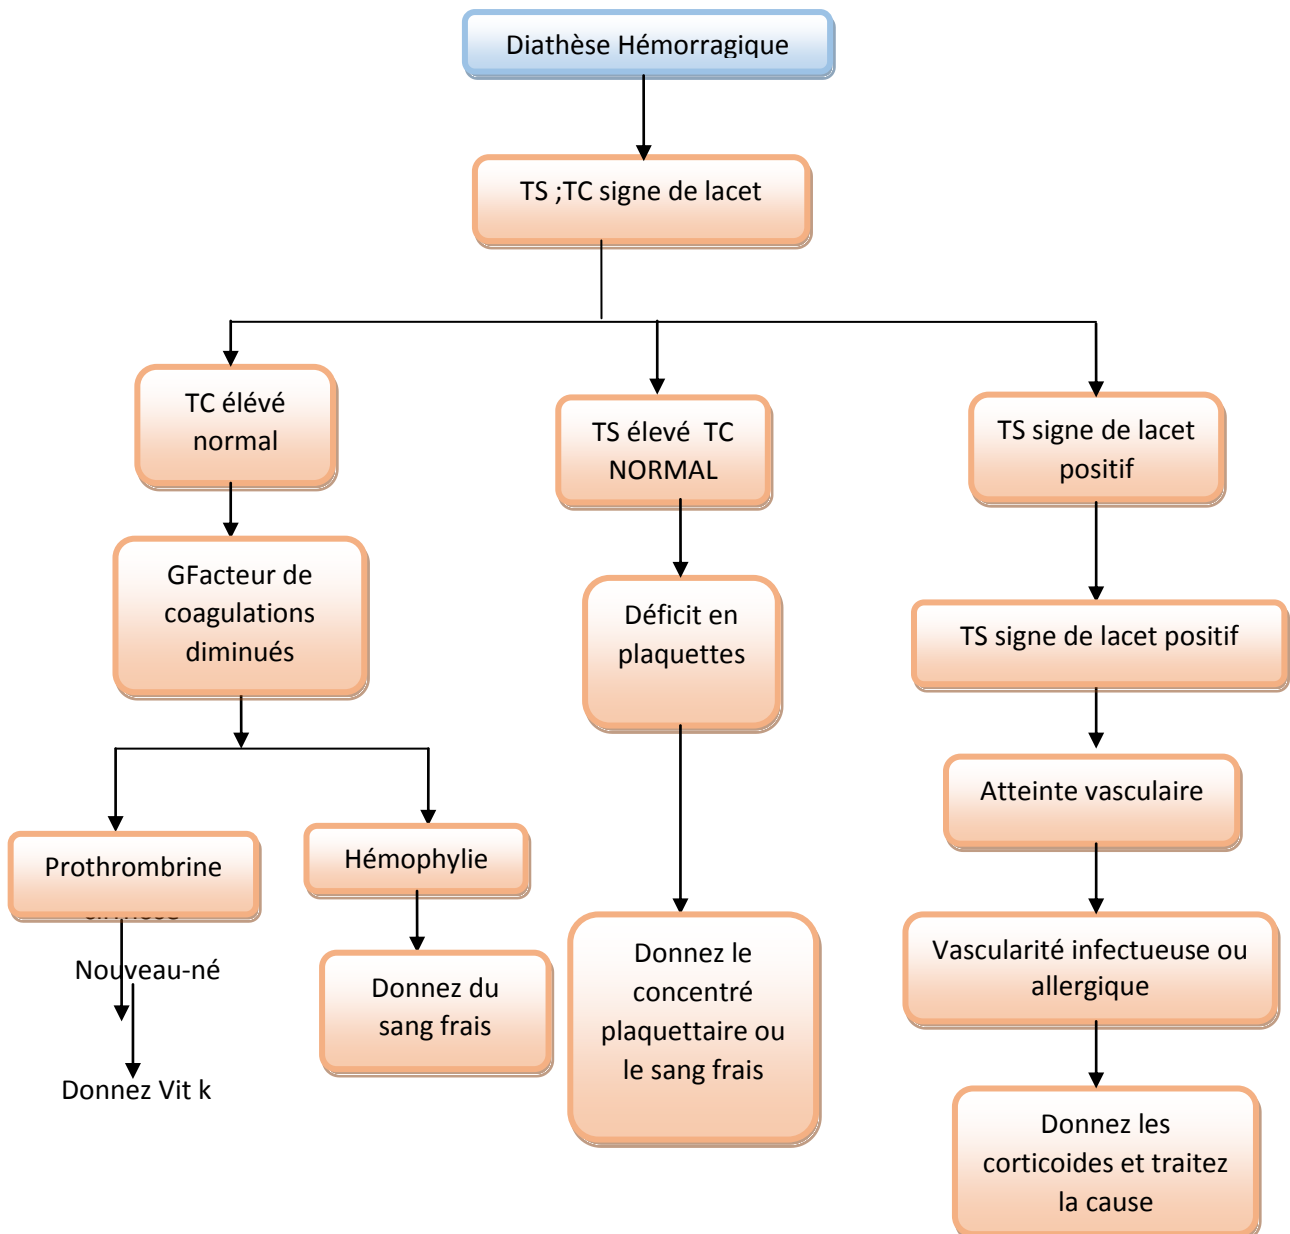 Diathèse Hémorragique
TS ;TC signe de lacet
TC élévé
normal
TS élevé TC
NORMAL
TS signe de lacet
positif
GFacteur de
coagulations
diminués
Déficit en
plaquettes
TS signe de lacet positif
Atteinte vasculaire
Prothrombrine
Hémophylie
Nouveau-né
Donnez Vit k
Donnez du
sang frais
Donnez le
concentré
plaquettaire ou
le sang frais
Vascularité infectueuse ou
allergique
Donnez les
corticoides et traitez
la cause